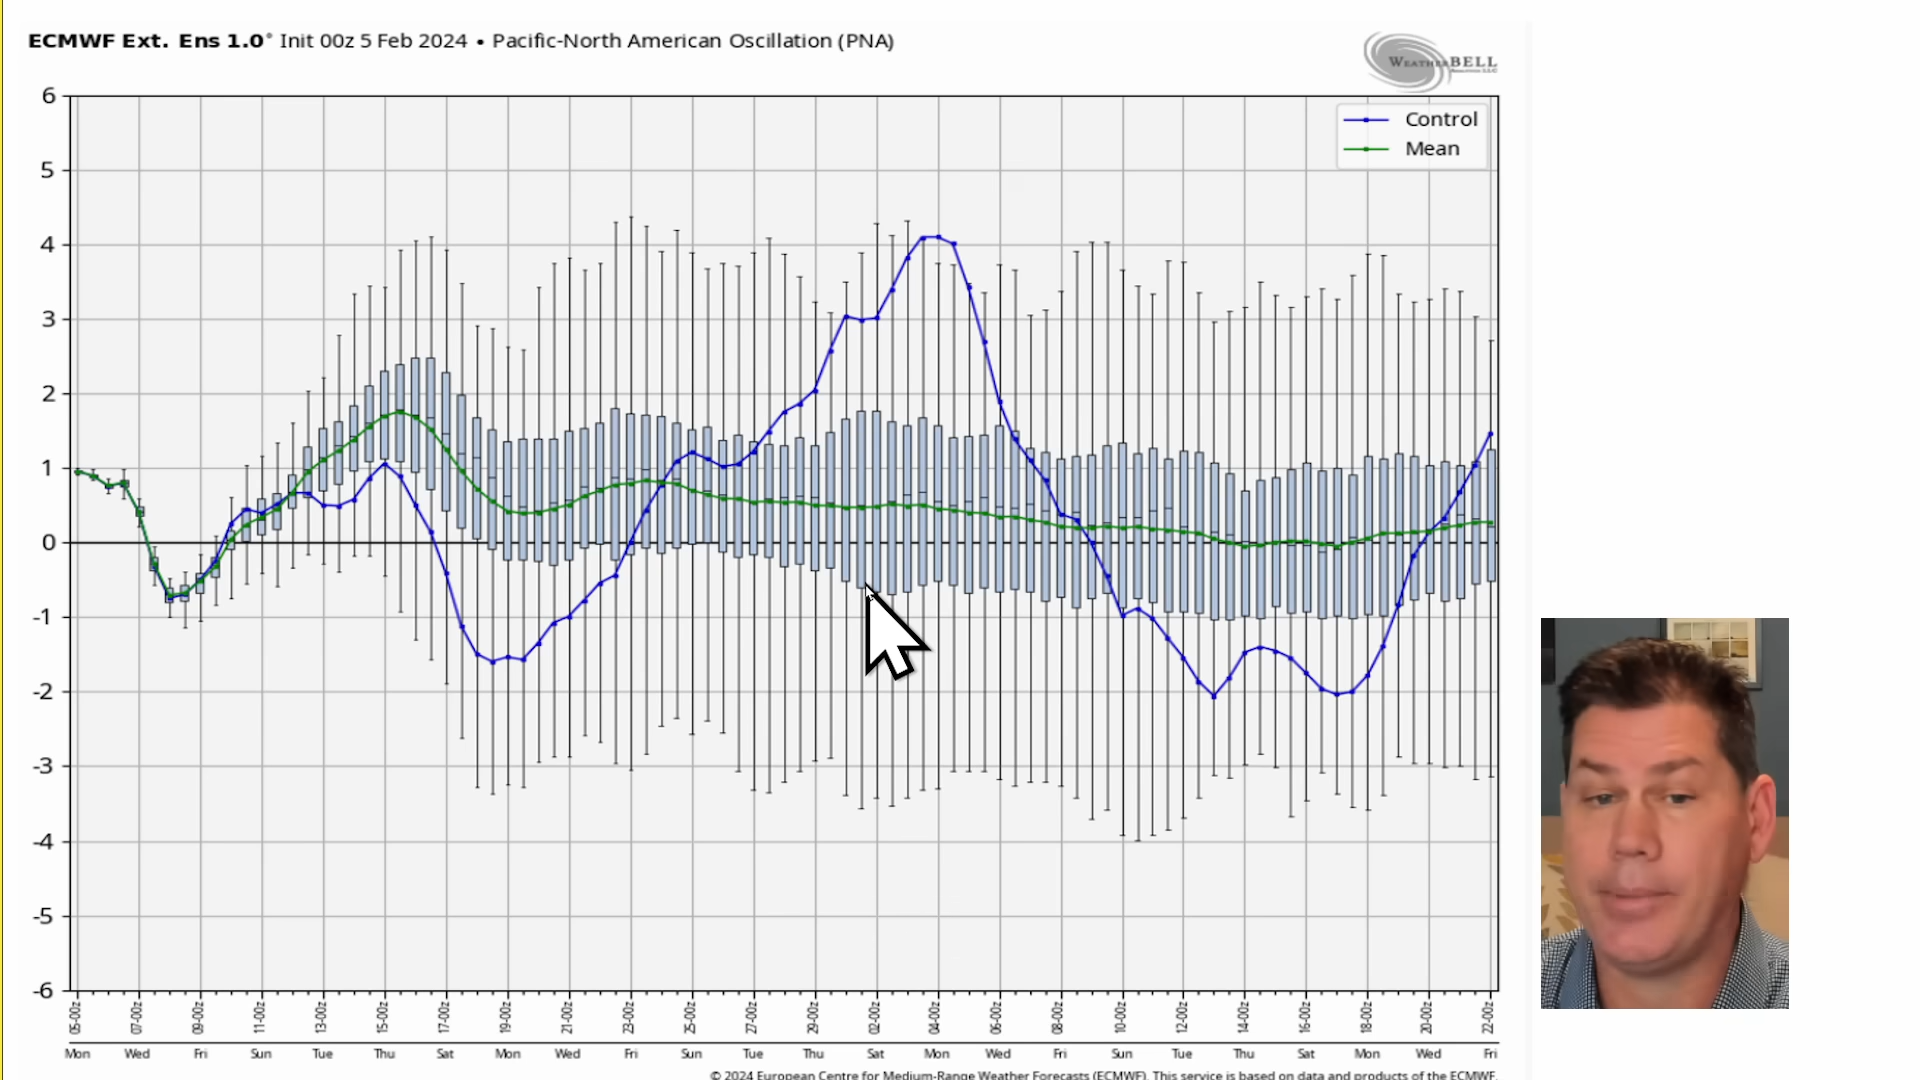 ECMWF Ext. Ens 1.0° Init 00z 5 Feb 2024 • Pacific-North American Oscillation (PNA)
WEATHERBELL
Control
Mean
6
5
4
3
2
1
0
-1
-2
-3
-4
-5
-6
05-00z 07-00z 09-00z 11-00z 13-00z 15-00z 17-00z 19-00z 21-00z 23-00z 25-00z 27-00z 29-00z 02-00z 04-00z 06-00z 08-00z 10-00z 12-00z 14-00z 16-00z 18-00z 20-00z 22-00z
Mon Wed Fri Sun Tue Thu Sat Mon Wed Fri Sun Tue Thu Sat Mon Wed Fri Sun Tue Thu Sat Mon Wed Fri
© 2024 European Centre for Medium-Range Weather Forecasts (ECMWF). This service is based on data and products of the ECMWF.